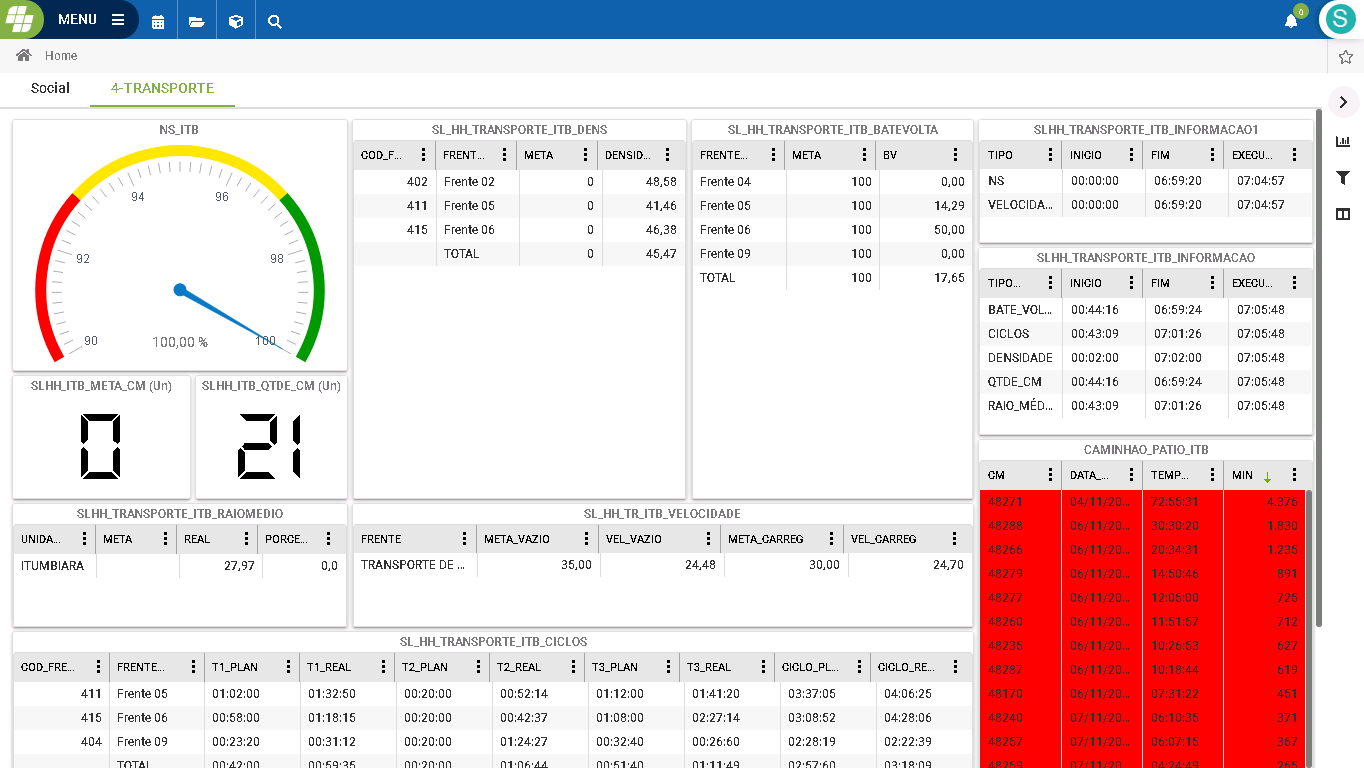 MENU
0
S
Home
Social
4-TRANSPORTE
NS_ITB
94
96
92
98
90
100,00 %
100
SLHH_ITB_META_CM (Un)
0
SLHH_ITB_QTDE_CM (Un)
21
SL_HH_TRANSPORTE_ITB_DENS
COD_F... FRENT... META DENSID...
402 Frente 02 0 48,58
411 Frente 05 0 41,46
415 Frente 06 0 46,38
TOTAL 0 45,47
SL_HH_TRANSPORTE_ITB_BATEVOLTA
FRENTE... META BV
Frente 04 100 0,00
Frente 05 100 14,29
Frente 06 100 50,00
Frente 09 100 0,00
TOTAL 100 17,65
SLHH_TRANSPORTE_ITB_INFORMACAO1
TIPO INICIO FIM EXECU...
NS 00:00:00 06:59:20 07:04:57
VELOCIDA... 00:00:00 06:59:20 07:04:57
SLHH_TRANSPORTE_ITB_INFORMACAO
TIPO... INICIO FIM EXECU...
BATE_VOL... 00:44:16 06:59:24 07:05:48
CICLOS 00:43:09 07:01:26 07:05:48
DENSIDADE 00:02:00 07:02:00 07:05:48
QTDE_CM 00:44:16 06:59:24 07:05:48
RAIO_MÉD... 00:43:09 07:01:26 07:05:48
CAMINHAO_PATIO_ITB
CM DATA_... TEMP... MIN
48271 04/11/20... 72:55:31 4.376
48288 06/11/20... 30:30:20 1.830
48266 06/11/20... 20:34:31 1.235
48279 06/11/20... 14:50:46 891
48277 06/11/20... 12:05:00 725
48260 06/11/20... 11:51:57 712
48235 06/11/20... 10:26:53 627
48287 06/11/20... 10:18:44 619
48170 06/11/20... 07:31:22 451
48240 07/11/20... 06:10:36 371
48257 07/11/20... 06:07:15 367
48259 07/11/20... 04:24:49 265
SLHH_TRANSPORTE_ITB_RAIOMEDIO
UNIDA... META REAL PORCE...
ITUMBIARA 27,97 0,0
SLHH_TR_ITB_VELOCIDADE
FRENTE META_VAZIO VEL_VAZIO META_CARREG VEL_CARREG
TRANSPORTE DE ... 35,00 24,48 30,00 24,70
SL_HH_TRANSPORTE_ITB_CICLOS
COD_FRE... FRENTE... T1_PLAN T1_REAL T2_PLAN T2_REAL T3_PLAN T3_REAL CICLO_PL... CICLO_RE...
411 Frente 05 01:02:00 01:32:50 00:20:00 00:52:14 01:12:00 01:41:20 03:37:05 04:06:25
415 Frente 06 00:58:00 01:18:15 00:20:00 00:42:37 01:08:00 02:27:14 03:08:52 04:28:06
404 Frente 09 00:23:20 00:31:12 00:20:00 01:24:27 00:32:40 00:26:60 02:28:19 02:22:39
TOTAL 00:42:00 00:59:35 00:20:00 01:06:44 00:51:40 01:11:49 02:57:60 03:18:09